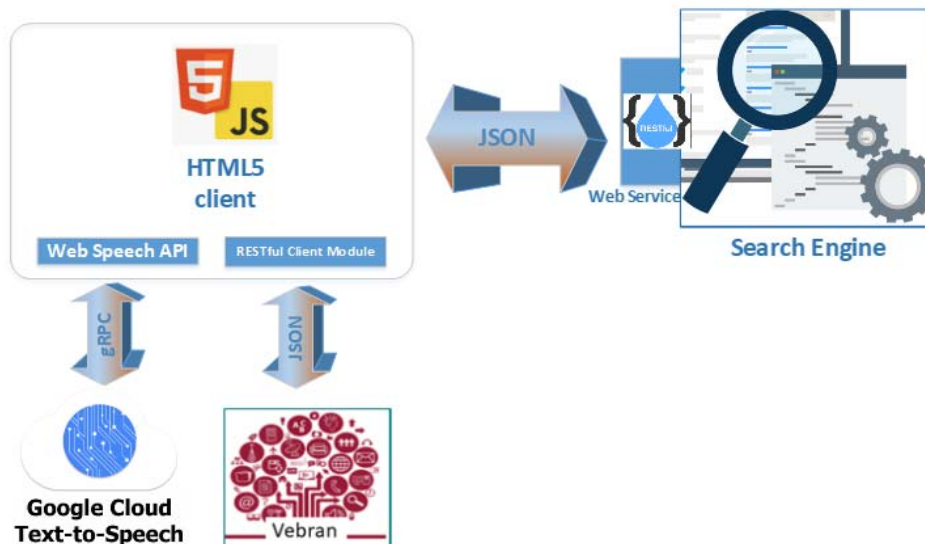 5
JS
HTML5
client
Web Speech API
RESTful Client Module
JSON
{RESTful}
Web Service
Search Engine
gRPC
JSON
Google Cloud
Text-to-Speech
Vebran